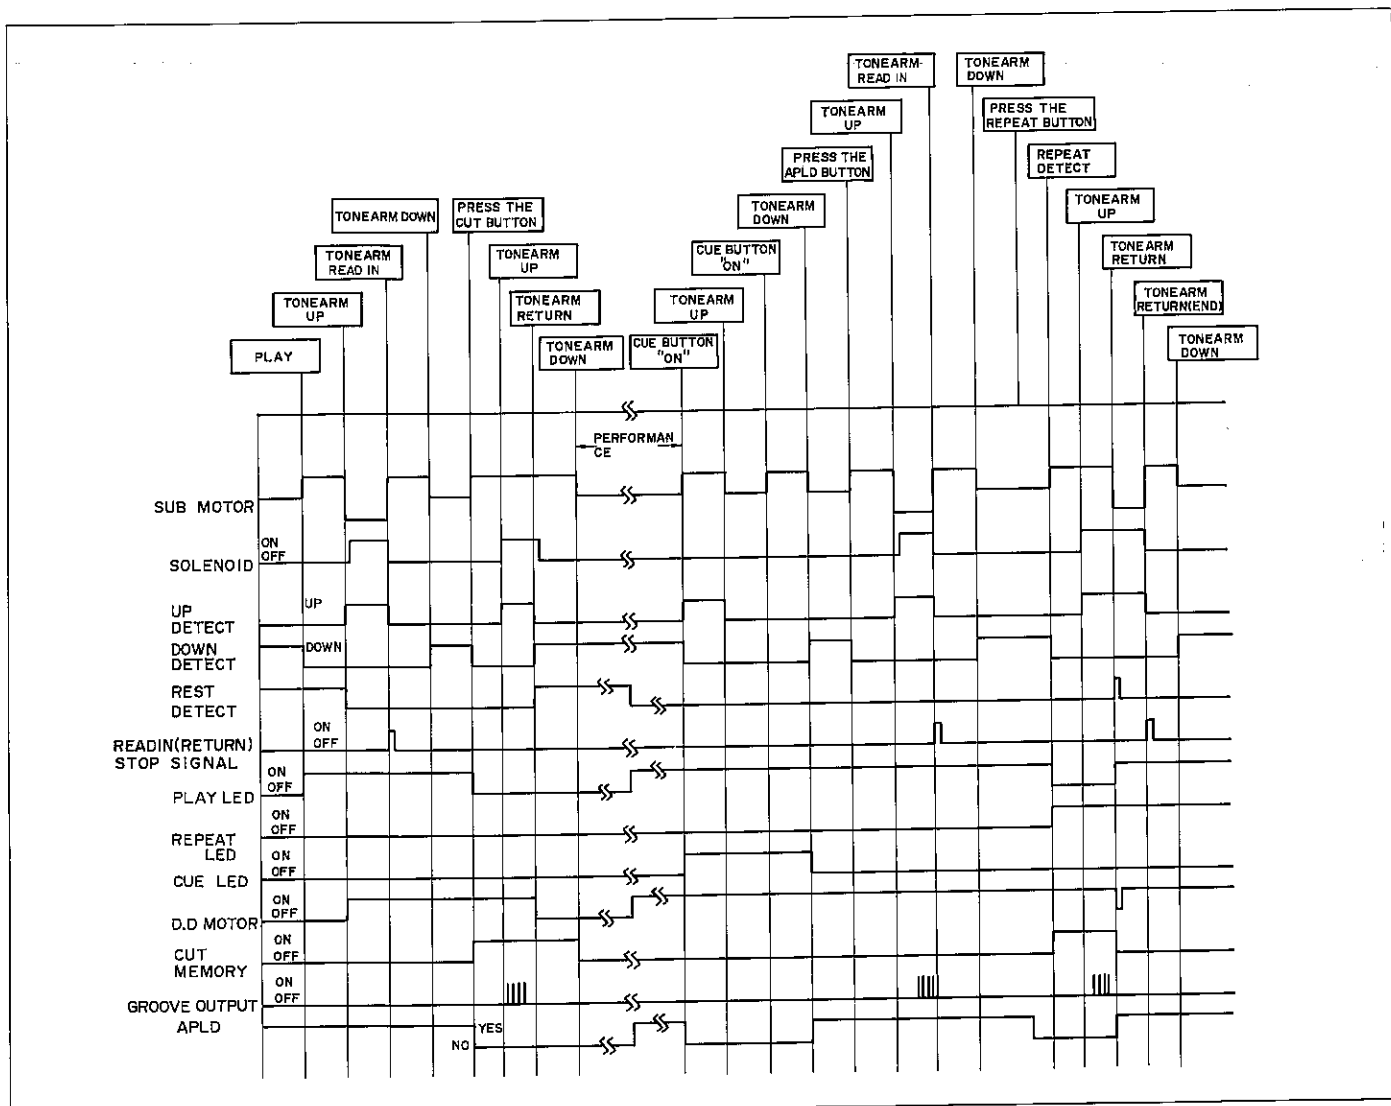 TONEARM-
READ IN
TONEARM
DOWN
TONEARM
UP
PRESS THE
REPEAT BUTTON
PRESS THE
APLD BUTTON
REPEAT
DETECT
TONEARM DOWN
PRESS THE
CUT BUTTON
TONEARM
DOWN
TONEARM
UP
TONEARM
READ IN
TONEARM
UP
CUE BUTTON
"ON"
TONEARM
RETURN
TONEARM
UP
TONEARM
RETURN
TONEARM
UP
TONEARM
RETURN(END)
PLAY
TONEARM
DOWN
CUE BUTTON
"ON"
TONEARM
DOWN
PERFORMAN
CE
SUB MOTOR
ON
OFF
SOLENOID
UP
UP
DETECT
DOWN
DOWN
DETECT
REST
DETECT
ON
OFF
READIN(RETURN)
STOP SIGNAL
ON
OFF
PLAY LED
ON
OFF
REPEAT
LED
ON
OFF
CUE LED
ON
OFF
D.D MOTOR
ON
OFF
CUT
MEMORY
ON
OFF
GROOVE OUTPUT
APLD
YES
NO